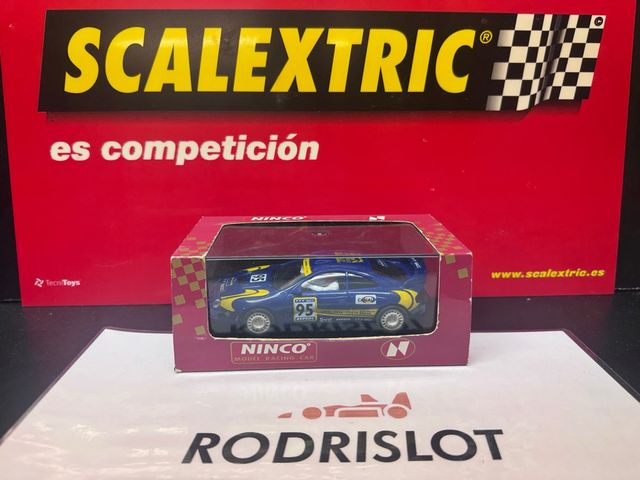 SCALEXTRIC®
es competición
TecniToys
www.scalextric.es
NINCO
95
NINCO®
MODEL RACING CAR
N
RODRISLOT